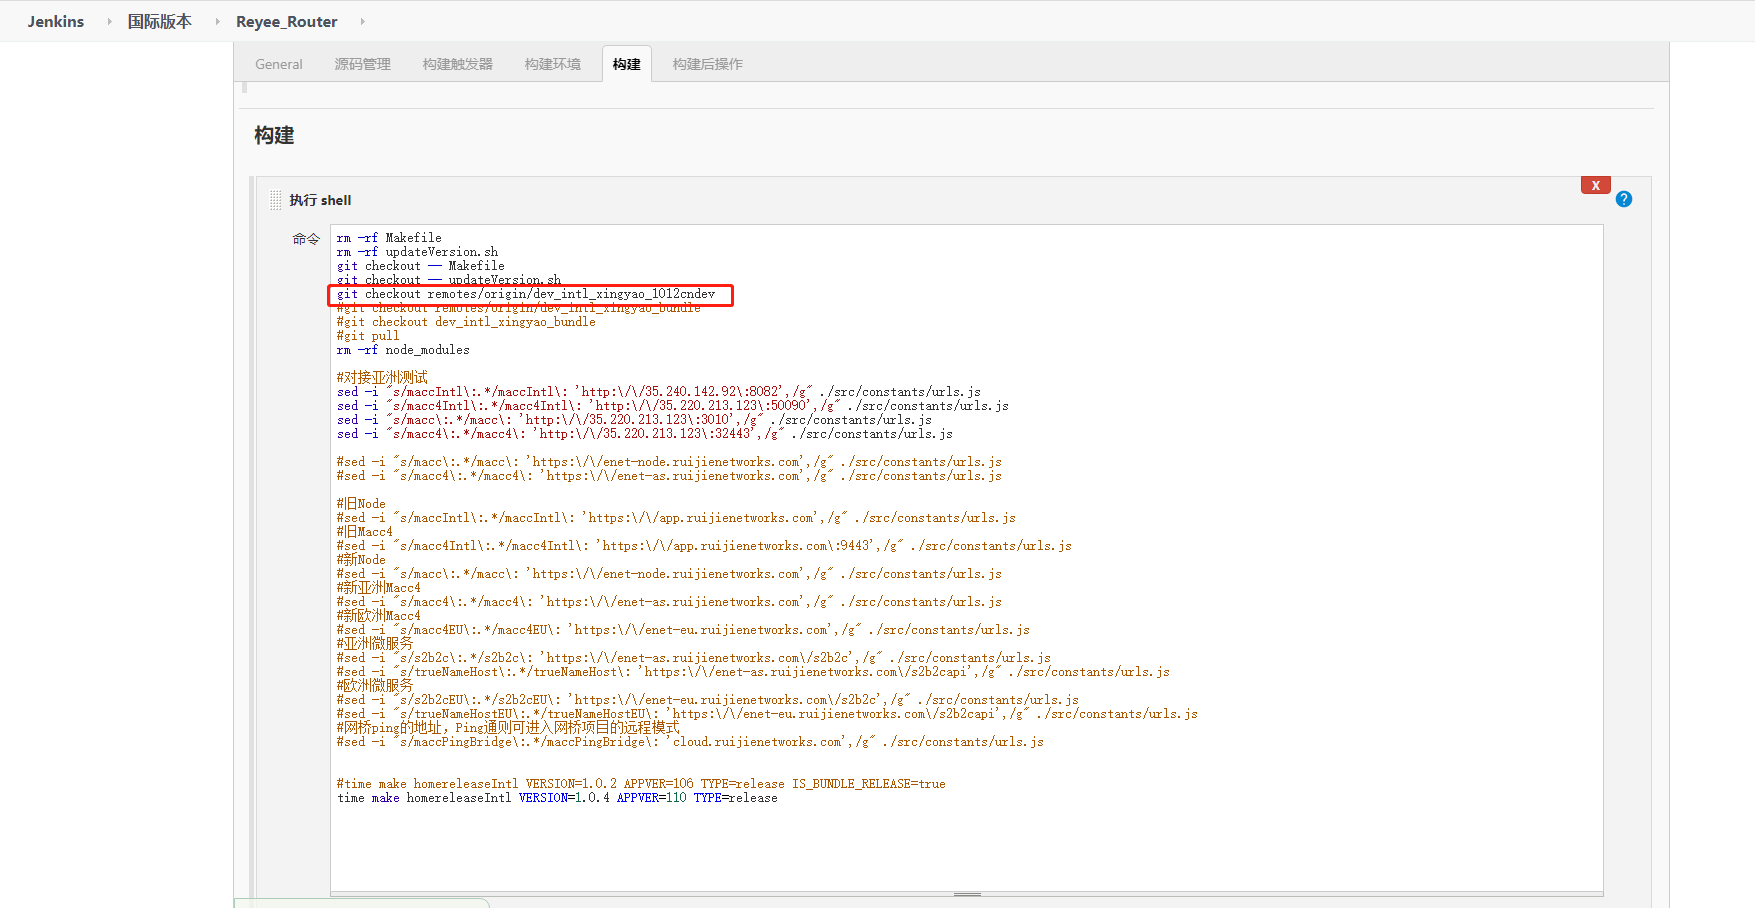 Jenkins 国际版本 Reyee_Router
General 源码管理 构建触发器 构建环境 构建 构建后操作
构建
执行 shell
X
?
命令
rm -rf Makefile
rm -rf updateVersion.sh
git checkout -- Makefile
git checkout -- updateVersion.sh
git checkout remotes/origin/dev_intl_xingyao_1012cndev
#git checkout remotes/origin/dev_intl_xingyao_bundle
#git checkout dev_intl_xingyao_bundle
#git pull
rm -rf node_modules
#对接亚洲测试
sed -i "s/maccIntl\:.*/maccIntl\: 'http:\/\/35.240.142.92\:8082',/g" ./src/constants/urls.js
sed -i "s/macc4Intl\:.*/macc4Intl\: 'http:\/\/35.220.213.123\:50090',/g" ./src/constants/urls.js
sed -i "s/macc\:.*/macc\: 'http:\/\/35.220.213.123\:3010',/g" ./src/constants/urls.js
sed -i "s/macc4\:.*/macc4\: 'http:\/\/35.220.213.123\:32443',/g" ./src/constants/urls.js
#sed -i "s/macc\:.*/macc\: 'https:\/\/enet-node.ruijienetworks.com',/g" ./src/constants/urls.js
#sed -i "s/macc4\:.*/macc4\: 'https:\/\/enet-as.ruijienetworks.com',/g" ./src/constants/urls.js
#旧Node
#sed -i "s/maccIntl\:.*/maccIntl\: 'https:\/\/app.ruijienetworks.com',/g" ./src/constants/urls.js
#旧Macc4
#sed -i "s/macc4Intl\:.*/macc4Intl\: 'https:\/\/app.ruijienetworks.com\:9443',/g" ./src/constants/urls.js
#新Node
#sed -i "s/macc\:.*/macc\: 'https:\/\/enet-node.ruijienetworks.com',/g" ./src/constants/urls.js
#新亚洲Macc4
#sed -i "s/macc4\:.*/macc4\: 'https:\/\/enet-as.ruijienetworks.com',/g" ./src/constants/urls.js
#新欧洲Macc4
#sed -i "s/macc4EU\:.*/macc4EU\: 'https:\/\/enet-eu.ruijienetworks.com',/g" ./src/constants/urls.js
#亚洲微服务
#sed -i "s/s2b2c\:.*/s2b2c\: 'https:\/\/enet-as.ruijienetworks.com\/s2b2c',/g" ./src/constants/urls.js
#sed -i "s/trueNameHost\:.*/trueNameHost\: 'https:\/\/enet-as.ruijienetworks.com\/s2b2capi',/g" ./src/constants/urls.js
#欧洲微服务
#sed -i "s/s2b2cEU\:.*/s2b2cEU\: 'https:\/\/enet-eu.ruijienetworks.com\/s2b2c',/g" ./src/constants/urls.js
#sed -i "s/trueNameHostEU\:.*/trueNameHostEU\: 'https:\/\/enet-eu.ruijienetworks.com\/s2b2capi',/g" ./src/constants/urls.js
#网桥ping的地址，Ping通则可进入网桥项目的远程模式
#sed -i "s/maccPingBridge\:.*/maccPingBridge\: 'cloud.ruijienetworks.com',/g" ./src/constants/urls.js
#time make homereleaseIntl VERSION=1.0.2 APPVER=106 TYPE=release IS_BUNDLE_RELEASE=true
time make homereleaseIntl VERSION=1.0.4 APPVER=110 TYPE=release